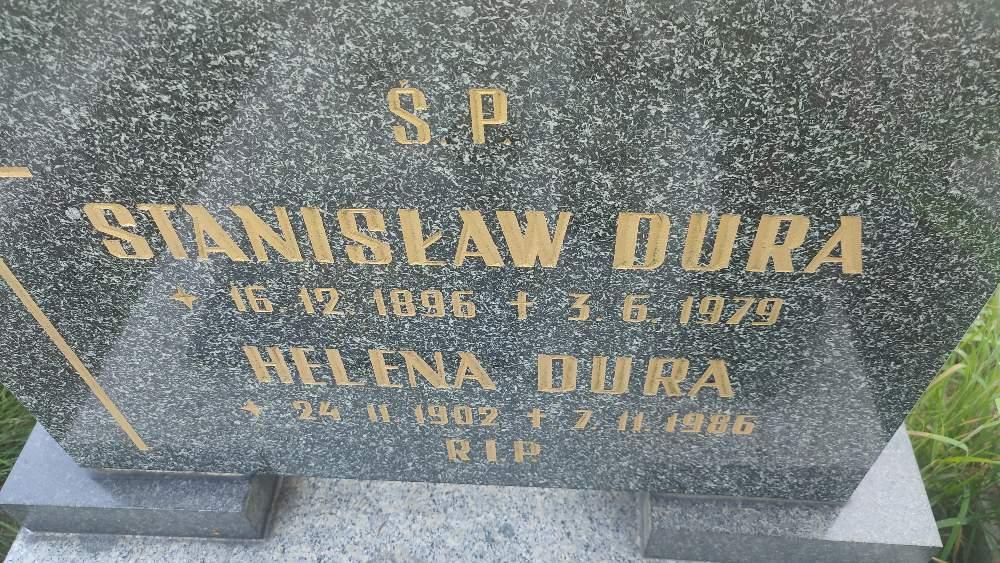 Ś. P.
STANISŁAW DURA
* 16. 12. 1896 + 3. 6. 1979
HELENA DURA
* 24 11. 1902 + 7. 11. 1986
R I P.